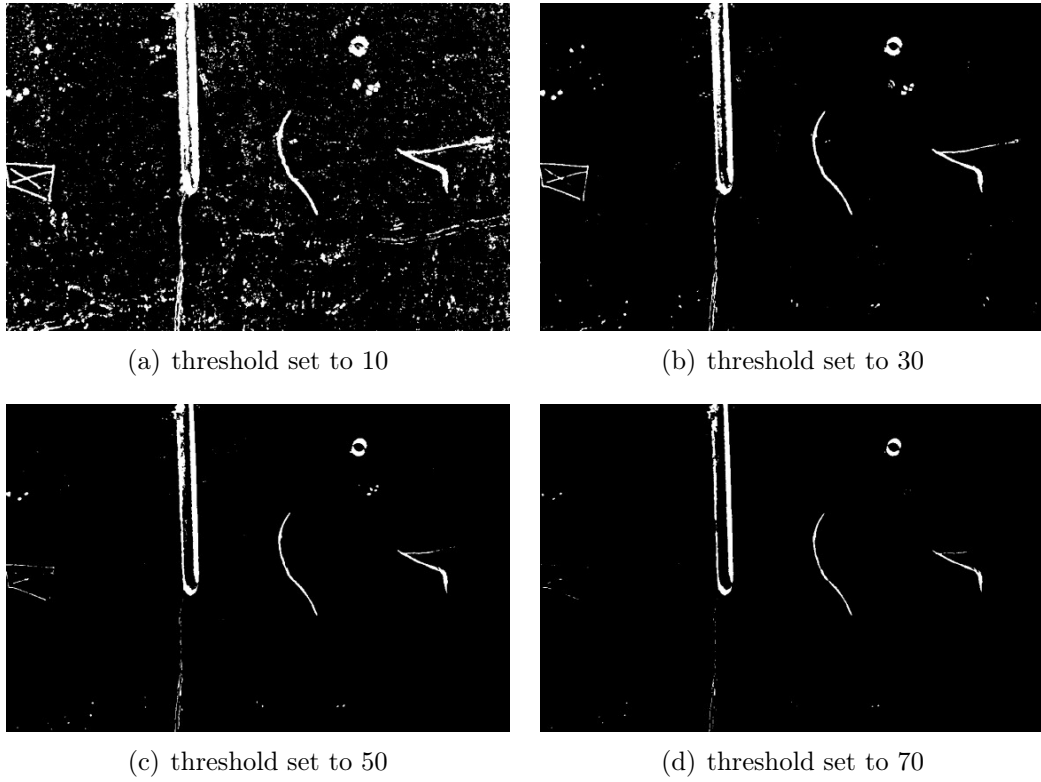 (a) threshold set to 10
(b) threshold set to 30
(c) threshold set to 50
(d) threshold set to 70